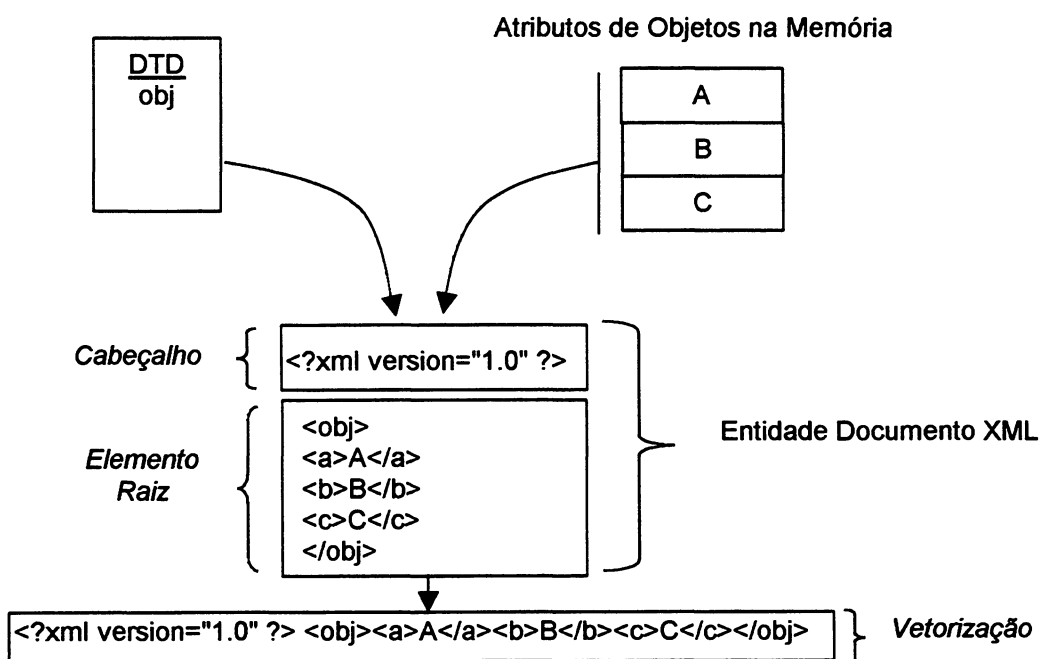 Atributos de Objetos na Memória
DTD
obj
A
B
C
Cabeçalho
<?xml version="1.0" ?>
Elemento
Raiz
<obj>
<a>A</a>
<b>B</b>
<c>C</c>
</obj>
Entidade Documento XML
<?xml version="1.0" ?> <obj><a>A</a><b>B</b><c>C</c></obj>
Vetorização